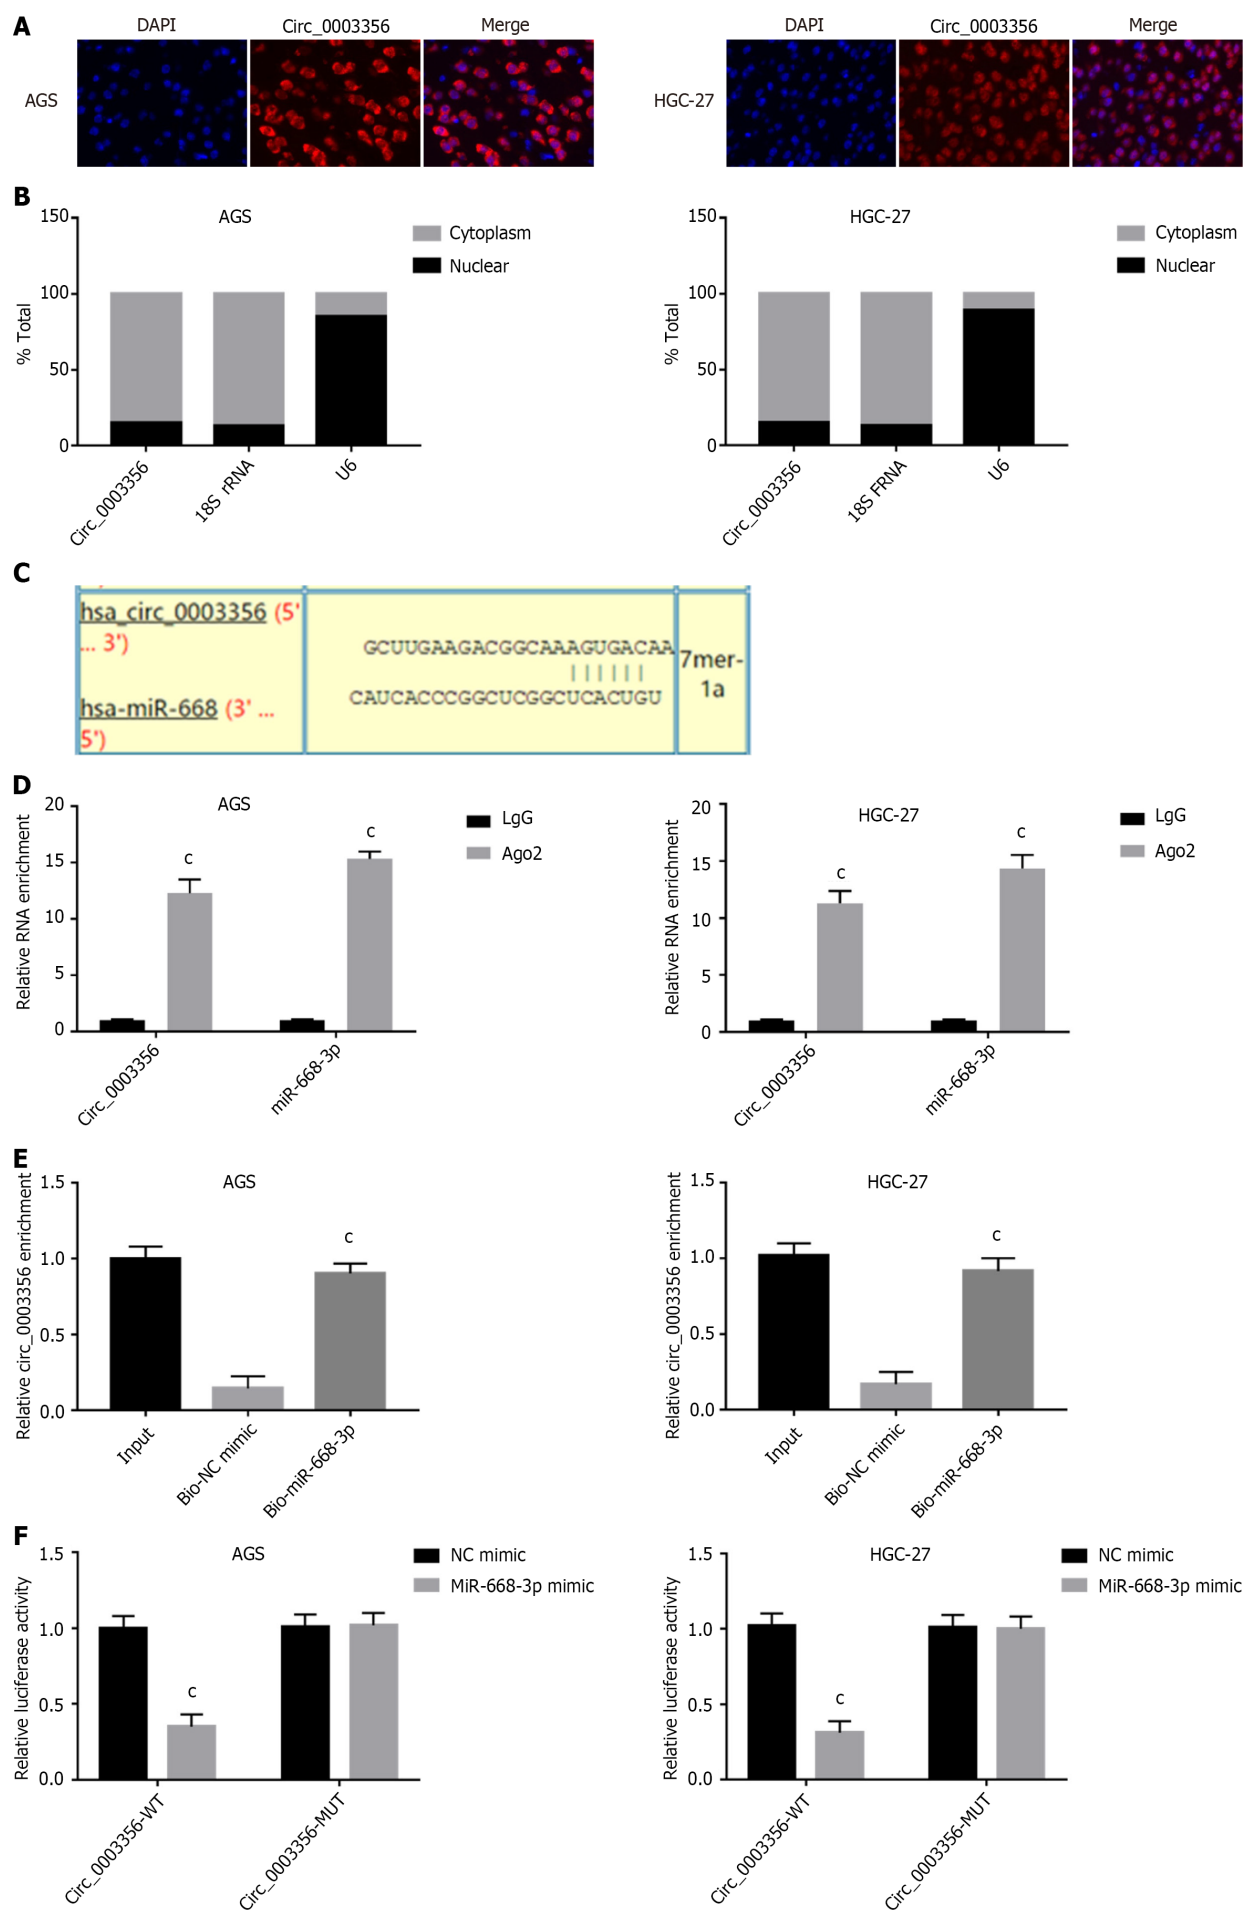 A
DAPI Circ_0003356 Merge
DAPI Circ_0003356 Merge
AGS
HGC-27
B
AGS
150
100
50
0
% Total
Cytoplasm
Nuclear
Circ_0003356
18S rRNA
U6
HGC-27
150
100
50
0
% Total
Cytoplasm
Nuclear
Circ_0003356
18S FRNA
U6
C
hsa_circ_0003356 (5'
... 3')
GCUUGAAGACGGCAAAGUGACAA
7mer-
1a
CAUCACCCGGCUCGGCUCACUGU
hsa-miR-668 (3' ...
5')
D
AGS
20
15
10
5
0
Relative RNA enrichment
c
c
LgG
Ago2
Circ_0003356
miR-668-3p
HGC-27
20
15
10
5
0
Relative RNA enrichment
c
c
LgG
Ago2
Circ_0003356
miR-668-3p
E
AGS
1.5
1.0
0.5
0.0
Relative circ_0003356 enrichment
c
Input
Bio-NC mimic
Bio-miR-668-3p
HGC-27
1.5
1.0
0.5
0.0
Relative circ_0003356 enrichment
c
Input
Bio-NC mimic
Bio-miR-668-3p
F
AGS
1.5
1.0
0.5
0.0
Relative luciferase activity
c
NC mimic
MiR-668-3p mimic
Circ_0003356-WT
Circ_0003356-MUT
HGC-27
1.5
1.0
0.5
0.0
Relative luciferase activity
c
NC mimic
MiR-668-3p mimic
Circ_0003356-WT
Circ_0003356-MUT